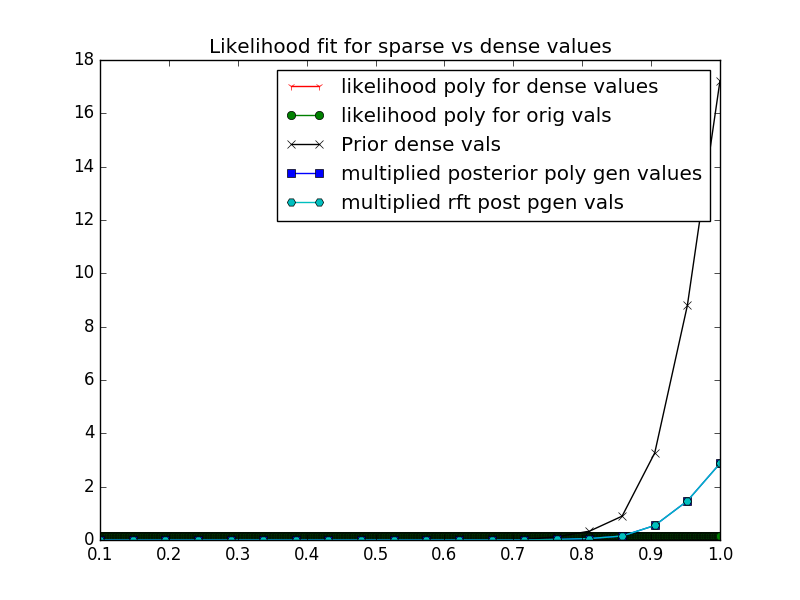 Likelihood fit for sparse vs dense values
18
16
14
12
10
8
6
4
2
0
likelihood poly for dense values
likelihood poly for orig vals
Prior dense vals
multiplied posterior poly gen values
multiplied rft post pgen vals
0.1 0.2 0.3 0.4 0.5 0.6 0.7 0.8 0.9 1.0